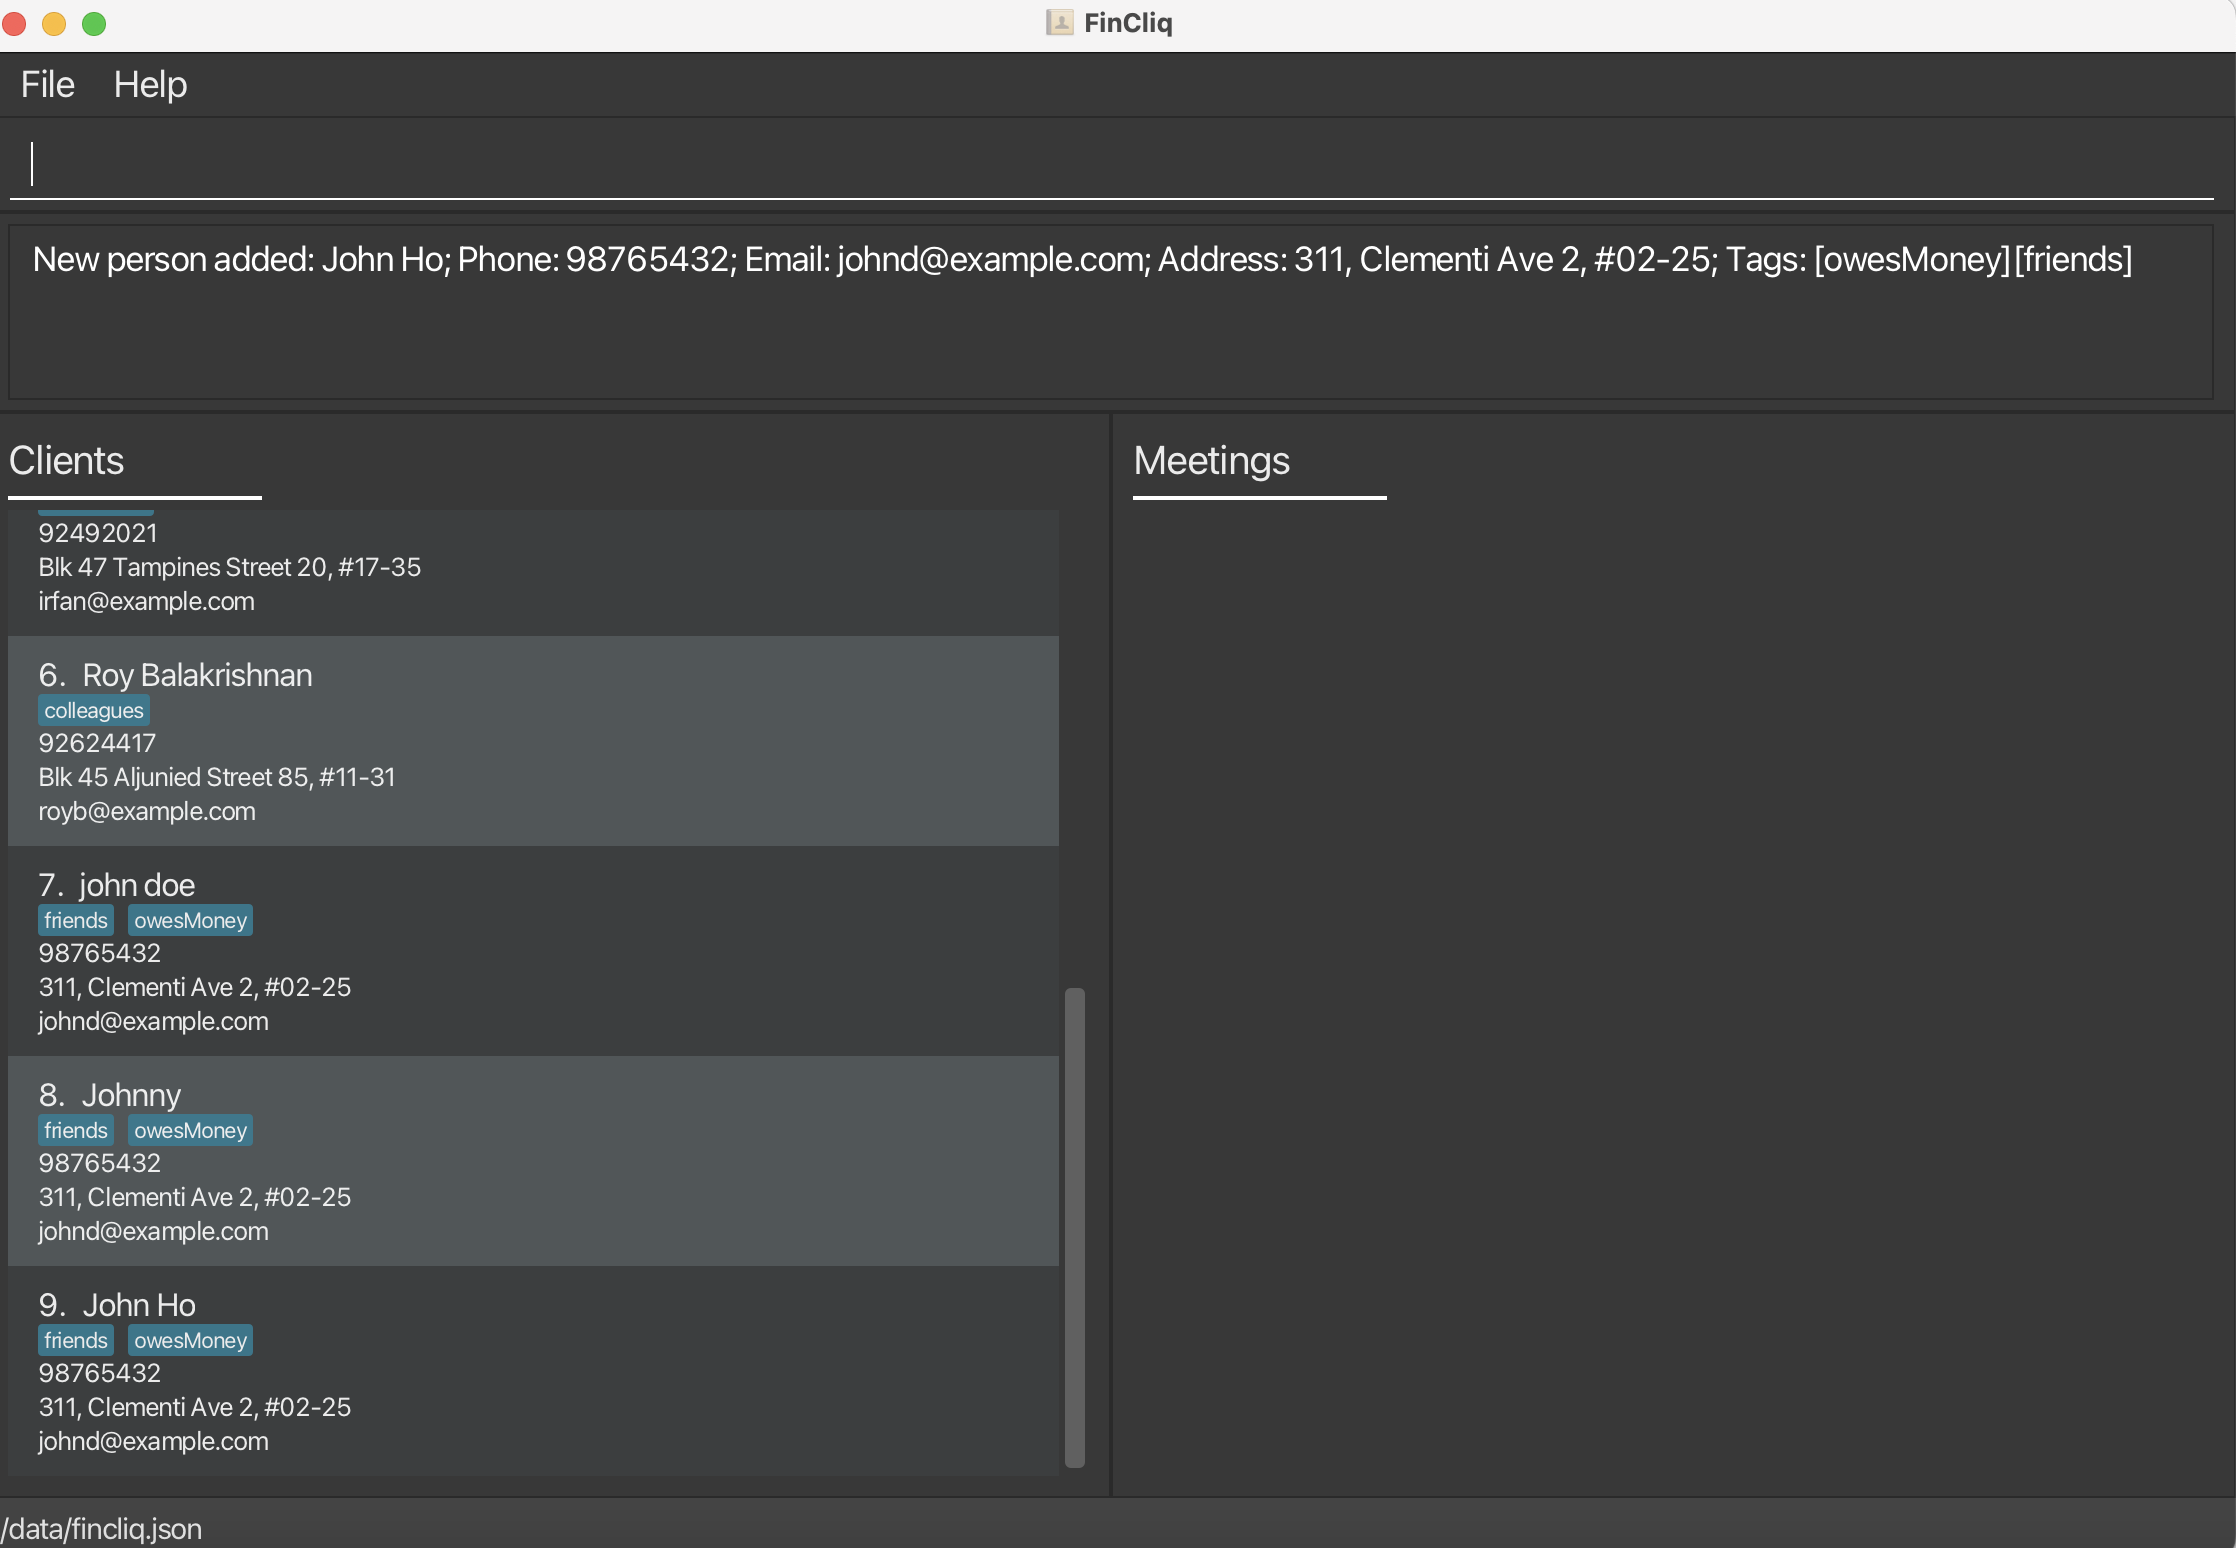 FinCliq
File Help
New person added: John Ho; Phone: 98765432; Email: johnd@example.com; Address: 311, Clementi Ave 2, #02-25; Tags: [owesMoney][friends]
Clients
92492021
Blk 47 Tampines Street 20, #17-35
irfan@example.com
6. Roy Balakrishnan
colleagues
92624417
Blk 45 Aljunied Street 85, #11-31
royb@example.com
7. john doe
friends owesMoney
98765432
311, Clementi Ave 2, #02-25
johnd@example.com
8. Johnny
friends owesMoney
98765432
311, Clementi Ave 2, #02-25
johnd@example.com
9. John Ho
friends owesMoney
98765432
311, Clementi Ave 2, #02-25
johnd@example.com
Meetings
/data/fincliq.json